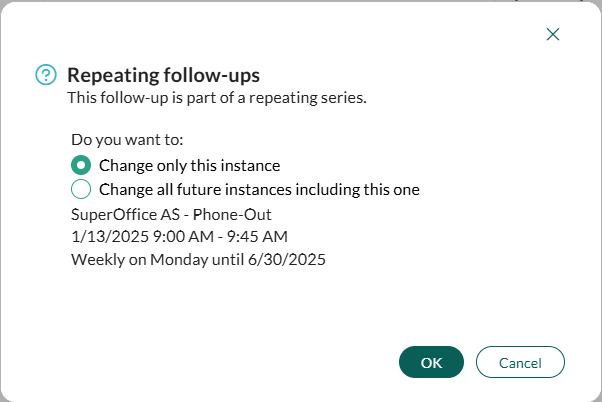 Repeating follow-ups
This follow-up is part of a repeating series.
Do you want to:
Change only this instance
Change all future instances including this one
SuperOffice AS - Phone-Out
1/13/2025 9:00 AM - 9:45 AM
Weekly on Monday until 6/30/2025
OK
Cancel